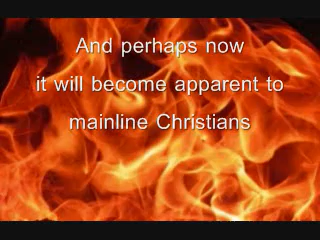 And perhaps now
it will become apparent to
mainline Christians